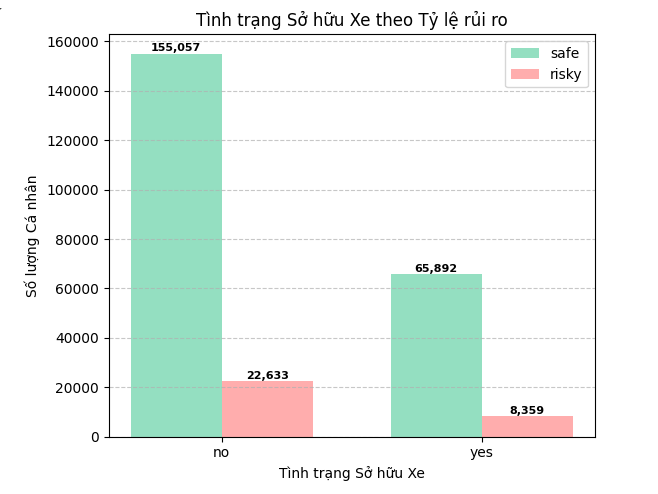 Tình trạng Sở hữu Xe theo Tỷ lệ rủi ro
safe
risky
Số lượng Cá nhân
160000
140000
120000
100000
80000
60000
40000
20000
0
155,057
22,633
65,892
8,359
no
yes
Tình trạng Sở hữu Xe